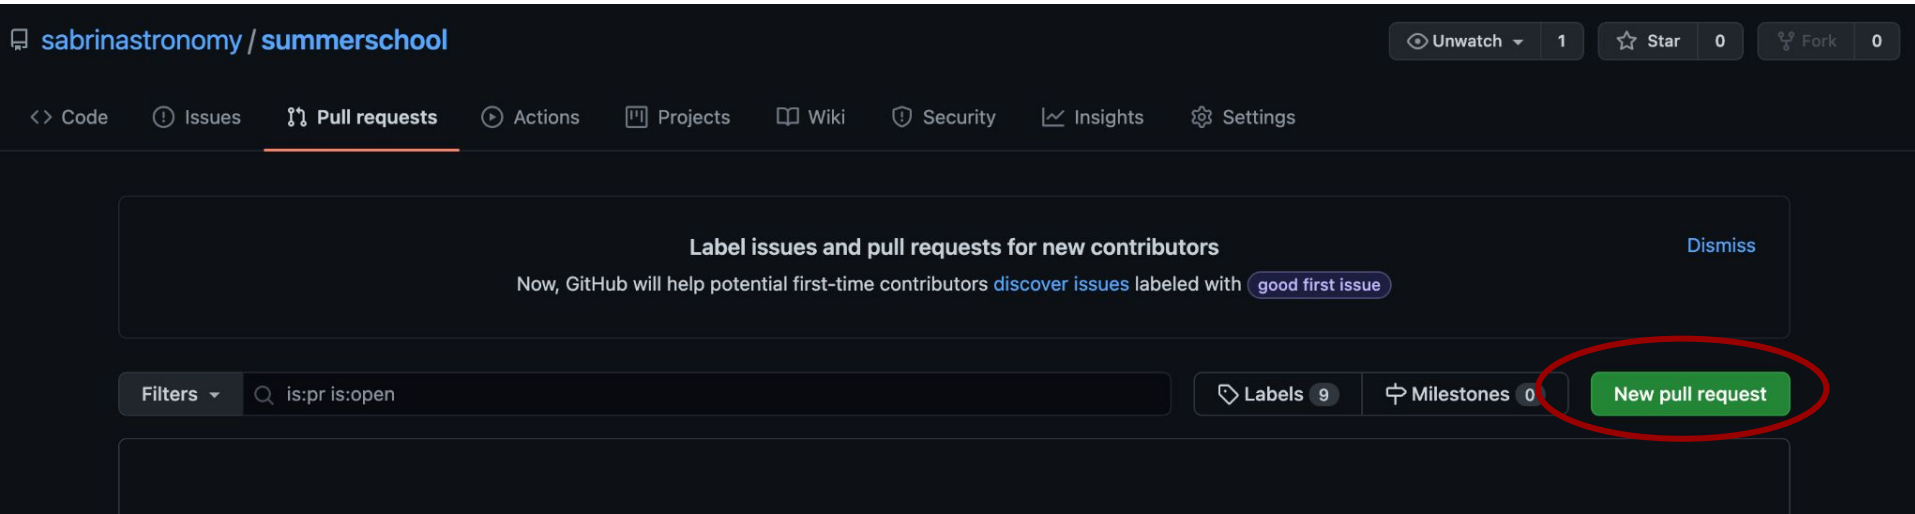 sabrinastronomy / summerschool
Unwatch 1 Star 0 Fork 0
<> Code Issues Pull requests Actions Projects Wiki Security Insights Settings
Label issues and pull requests for new contributors
Dismiss
Now, GitHub will help potential first-time contributors discover issues labeled with good first issue
Filters is:pr is:open Labels 9 Milestones 0 New pull request